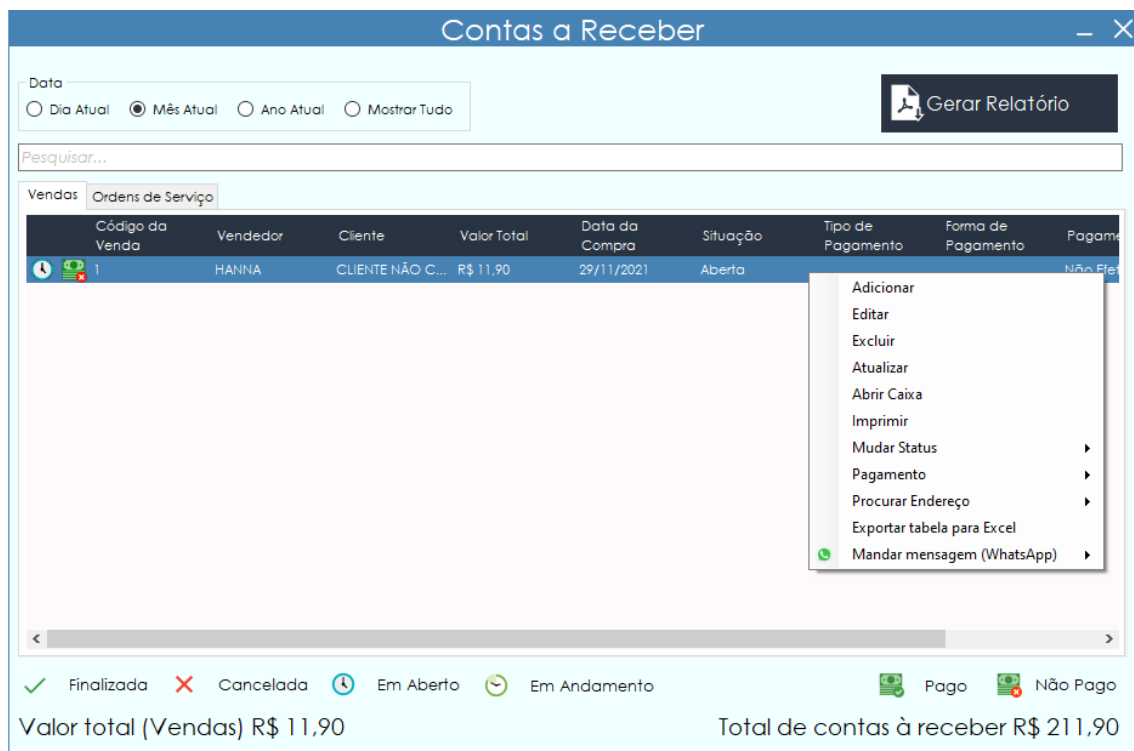 Contas a Receber
Data
Dia Atual Mês Atual Ano Atual Mostrar Tudo
Gerar Relatório
Pesquisar...
Vendas Ordens de Serviço
Código da Venda Vendedor Cliente Valor Total Data da Compra Situação Tipo de Pagamento Forma de Pagamento Pagame
1 HANNA CLIENTE NÃO C... R$ 11,90 29/11/2021 Aberta Não Efet
Adicionar
Editar
Excluir
Atualizar
Abrir Caixa
Imprimir
Mudar Status
Pagamento
Procurar Endereço
Exportar tabela para Excel
Mandar mensagem (WhatsApp)
Finalizada Cancelada Em Aberto Em Andamento Pago Não Pago
Valor total (Vendas) R$ 11,90 Total de contas à receber R$ 211,90